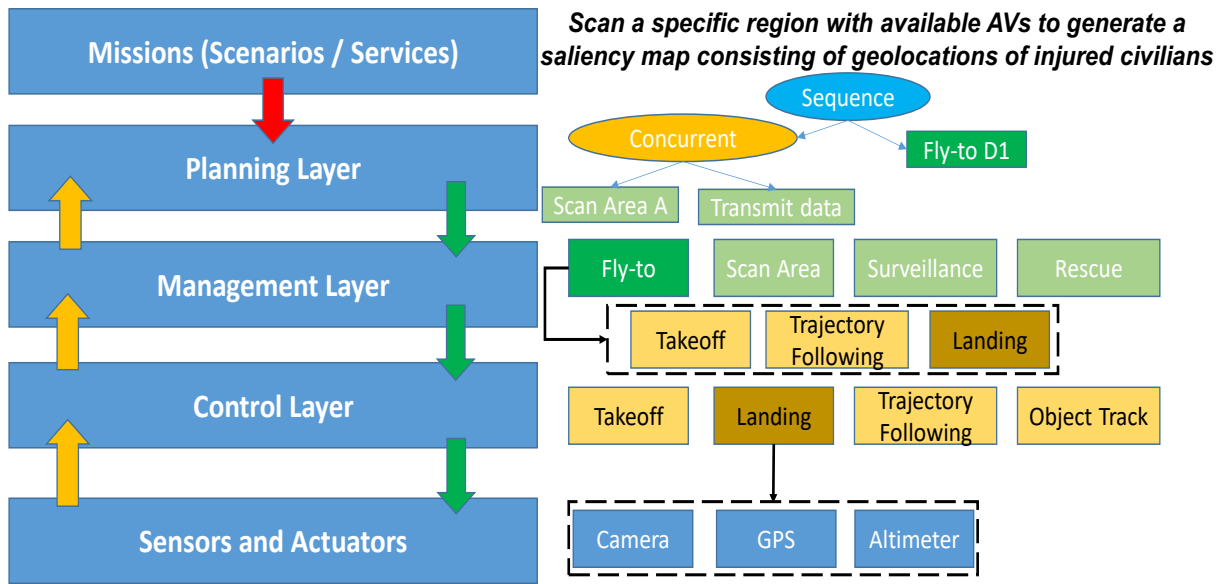 Missions (Scenarios / Services)
Scan a specific region with available AVs to generate a
saliency map consisting of geolocations of injured civilians
Sequence
Concurrent
Fly-to D1
Planning Layer
Scan Area A
Transmit data
Management Layer
Fly-to
Scan Area
Surveillance
Rescue
Takeoff
Trajectory
Following
Landing
Control Layer
Takeoff
Landing
Trajectory
Following
Object Track
Sensors and Actuators
Camera
GPS
Altimeter